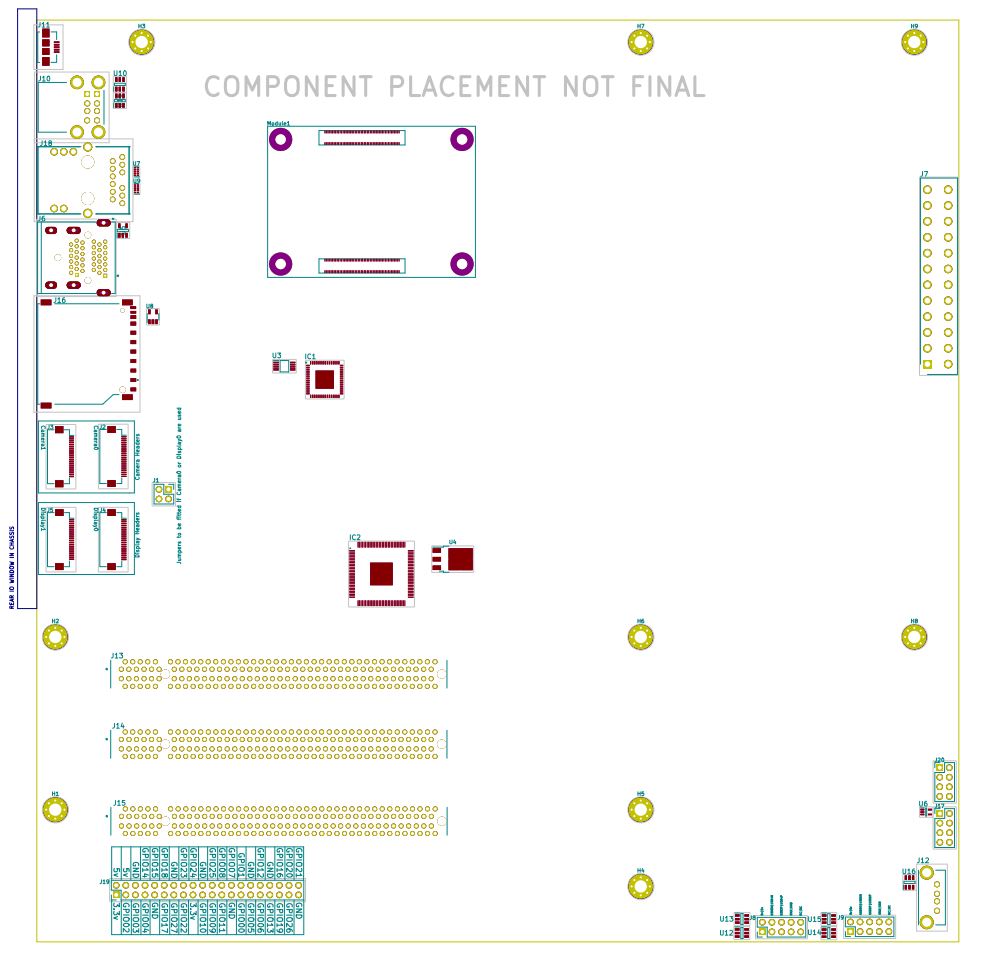 J11
H3
H7
H9
COMPONENT PLACEMENT NOT FINAL
J10
U10
Module1
J18
U7
J7
J6
J16
U8
U3
IC1
J3
J2
Camera1
Camera0
Camera Headers
J1
Jumpers to be fitted if Camera0 or Display0 are used
J5
J4
Display1
Display0
Display Headers
REAR IO WINDOW IN CHASSIS
IC2
U4
H2
H6
H8
J13
J14
J20
H1
J15
H5
U6
J17
J12
U16
H4
J19
5v
5v
GND
GPIO14
GPIO15
GPIO18
GND
GPIO23
GPIO24
GND
GPIO25
GPIO08
GPIO07
GPIO1
GND
GPIO12
GND
GPIO16
GPIO20
GPIO21
3.3v
GPIO02
GPIO03
GPIO04
GND
GPIO17
GPIO27
GPIO22
3.3v
GPIO10
GPIO09
GPIO11
GND
GPIO00
GPIO05
GPIO06
GPIO13
GPIO19
GPIO26
GND
U13
J8
U15
J9
U12
U14